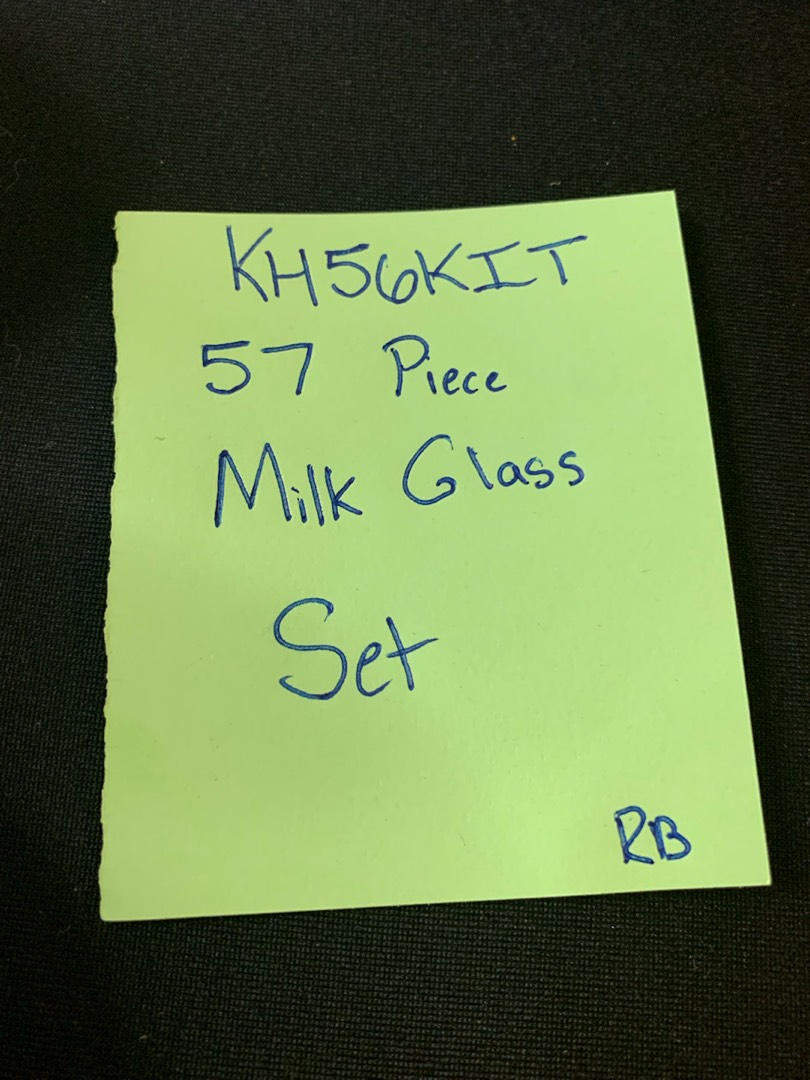 KH56KIT
57 Piece
Milk Glass
Set
RB